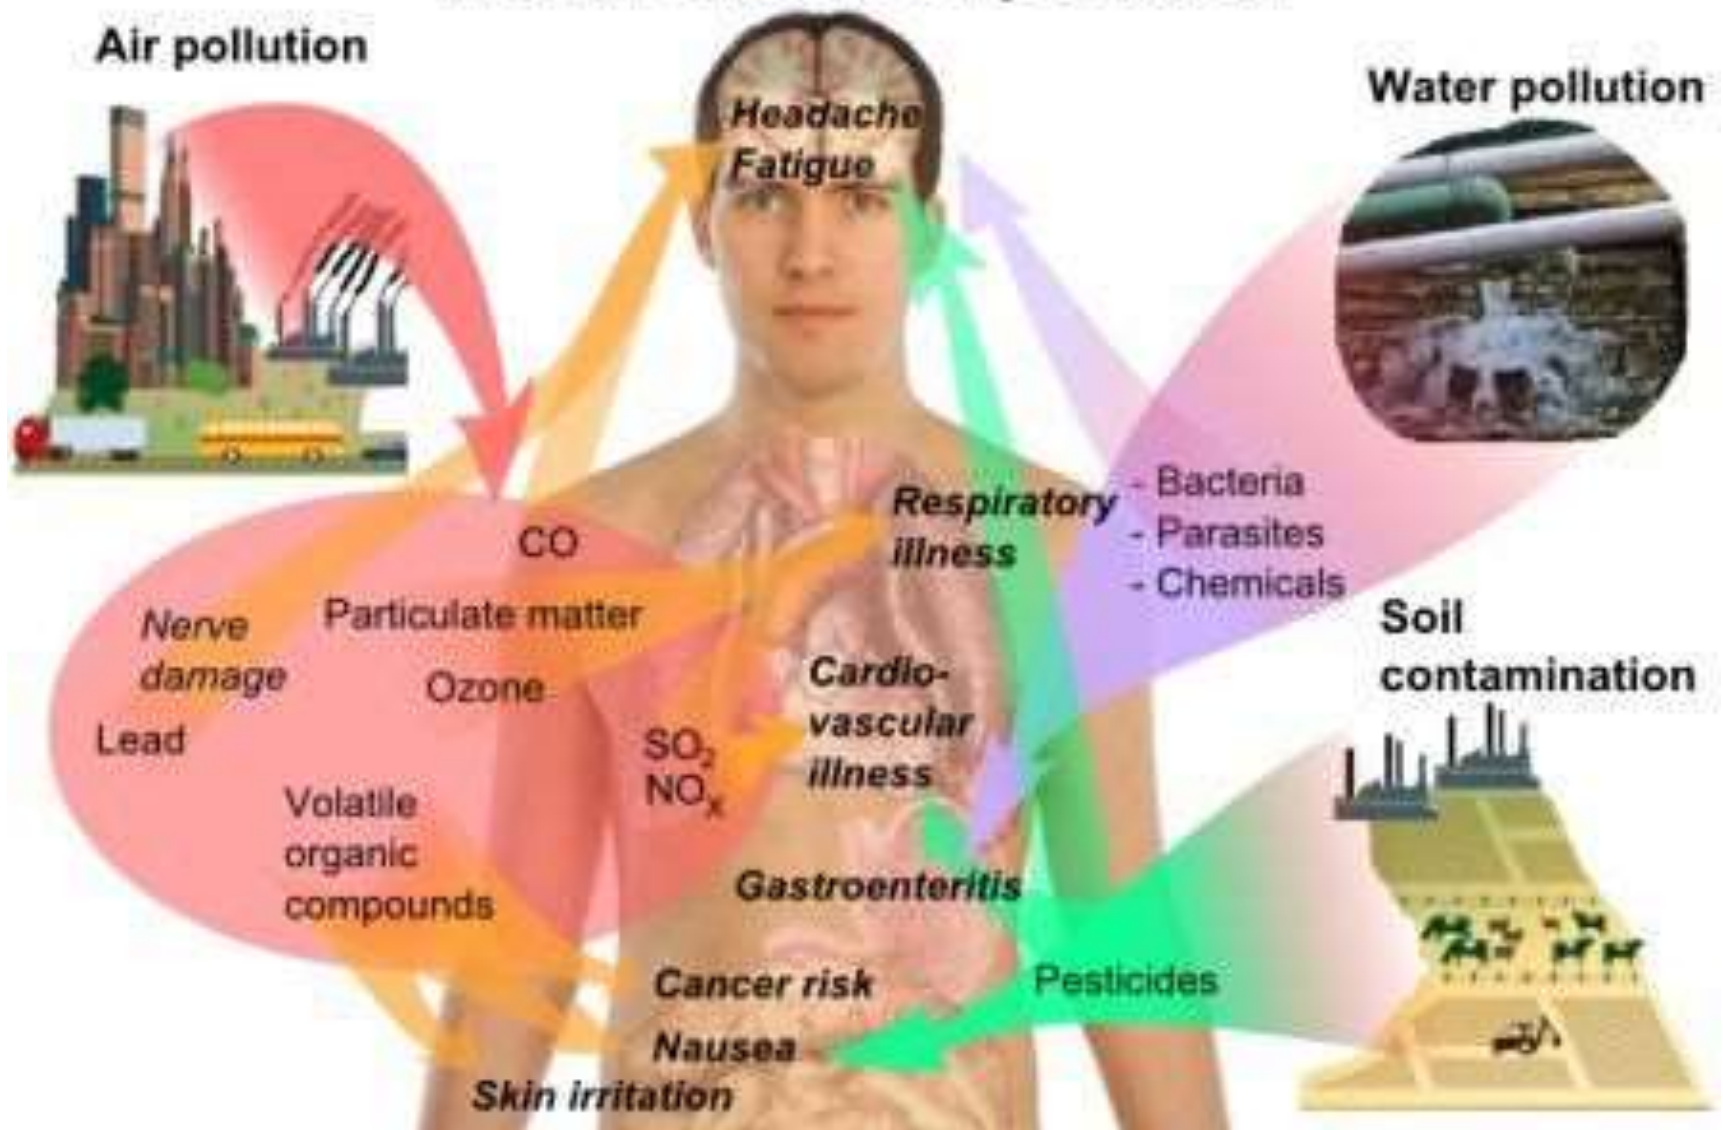 Air pollution
Water pollution
Headache
Fatigue
CO
Particulate matter
Nerve
damage
Ozone
Lead
SO₂
NOₓ
Volatile
organic
compounds
Respiratory
illness
Cardio-
vascular
illness
Gastroenteritis
Cancer risk
Nausea
Skin irritation
- Bacteria
- Parasites
- Chemicals
Soil
contamination
Pesticides